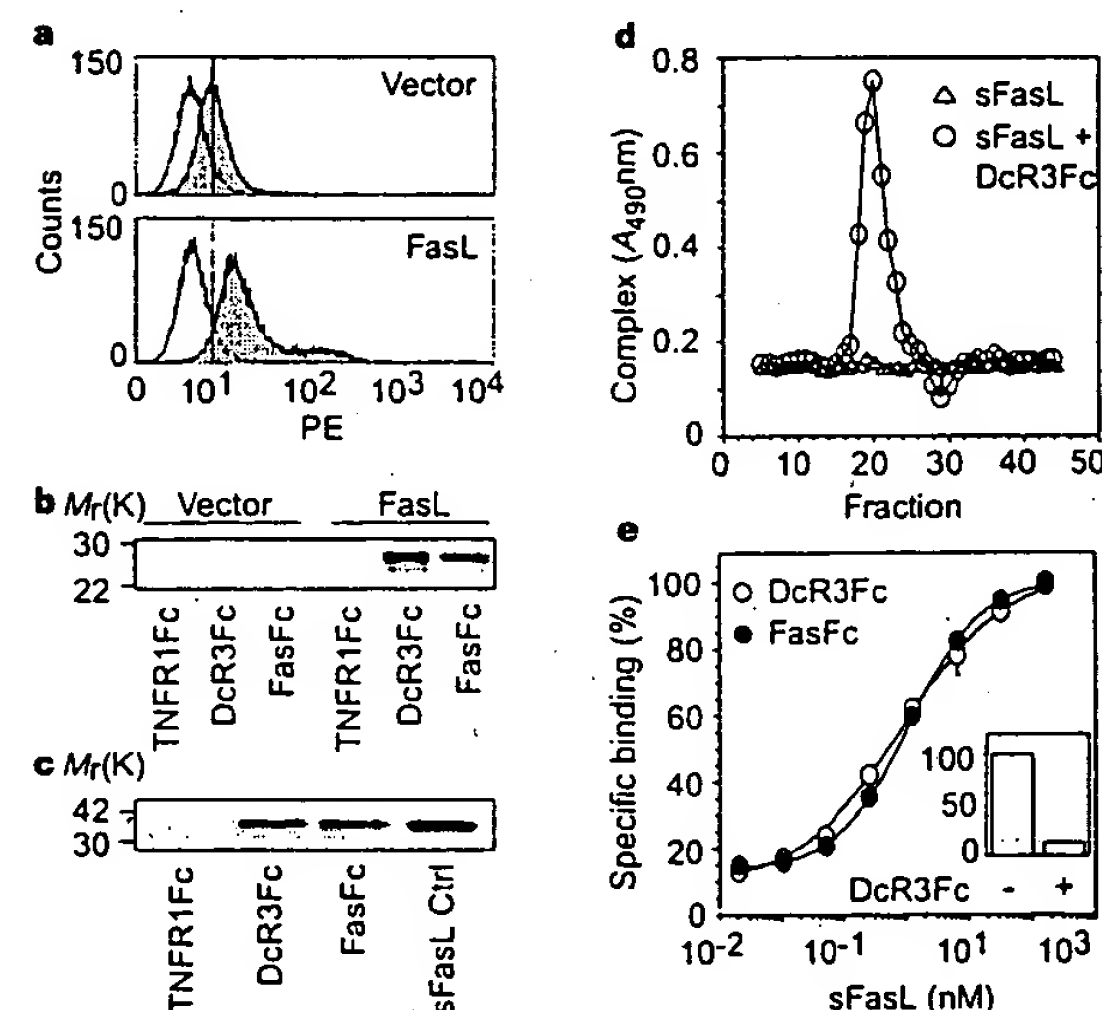 a
150
Vector
0
Counts
150
FasL
0
0 10¹ 10² 10³ 10⁴
PE
b Mr(K) Vector FasL
30
22
TNFR1Fc
DcR3Fc
FasFc
TNFR1Fc
DcR3Fc
FasFc
c Mr(K)
42
30
TNFR1Fc
DcR3Fc
FasFc
sFasL Ctrl
d
0.8
0.6
0.4
0.2
0
Complex (A₄₉₀nm)
sFasL
sFasL +
DcR3Fc
0 10 20 30 40 50
Fraction
e
100
80
60
40
20
0
Specific binding (%)
DcR3Fc
FasFc
100
50
0
DcR3Fc - +
10⁻² 10⁻¹ 10¹ 10³
sFasL (nM)